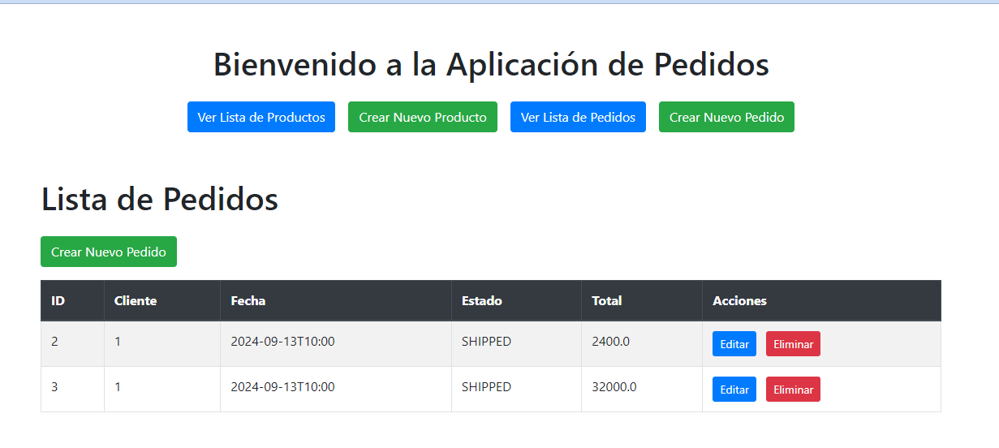 Bienvenido a la Aplicación de Pedidos
Ver Lista de Productos Crear Nuevo Producto Ver Lista de Pedidos Crear Nuevo Pedido
Lista de Pedidos
Crear Nuevo Pedido
ID Cliente Fecha Estado Total Acciones
2 1 2024-09-13T10:00 SHIPPED 2400.0 Editar Eliminar
3 1 2024-09-13T10:00 SHIPPED 32000.0 Editar Eliminar